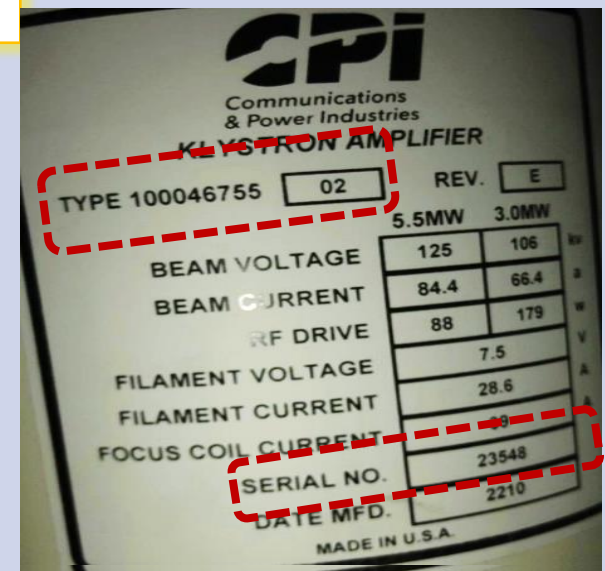 CPI
Communications
& Power Industries
KLYSTRON AMPLIFIER
TYPE 100046755 02 REV. E
5.5MW 3.0MW
BEAM VOLTAGE 125 106 kv
BEAM CURRENT 84.4 66.4 a
RF DRIVE 88 179 w
FILAMENT VOLTAGE 7.5 V
FILAMENT CURRENT 28.6 A
FOCUS COIL CURRENT A
SERIAL NO. 23548
DATE MFD. 2210
MADE IN U.S.A.